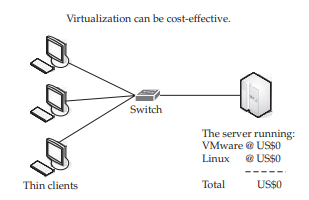 Virtualization can be cost-effective.
Switch
The server running:
VMware @ US$0
Linux @ US$0
-----
Total US$0
Thin clients